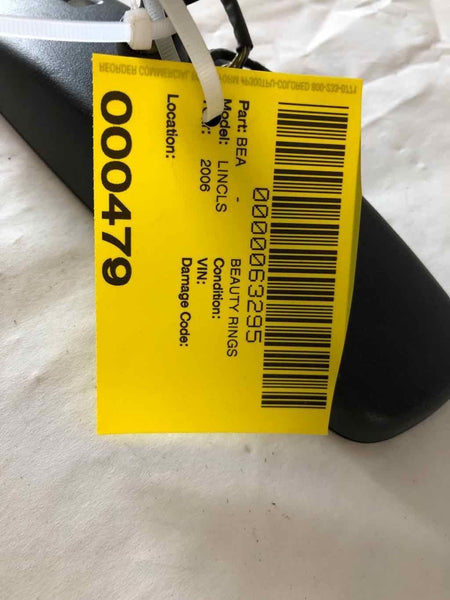 0000063295
Part: BEA - BEAUTY RINGS
Model: LINCLS Condition:
2006 VIN:
Damage Code:
Location:
000479